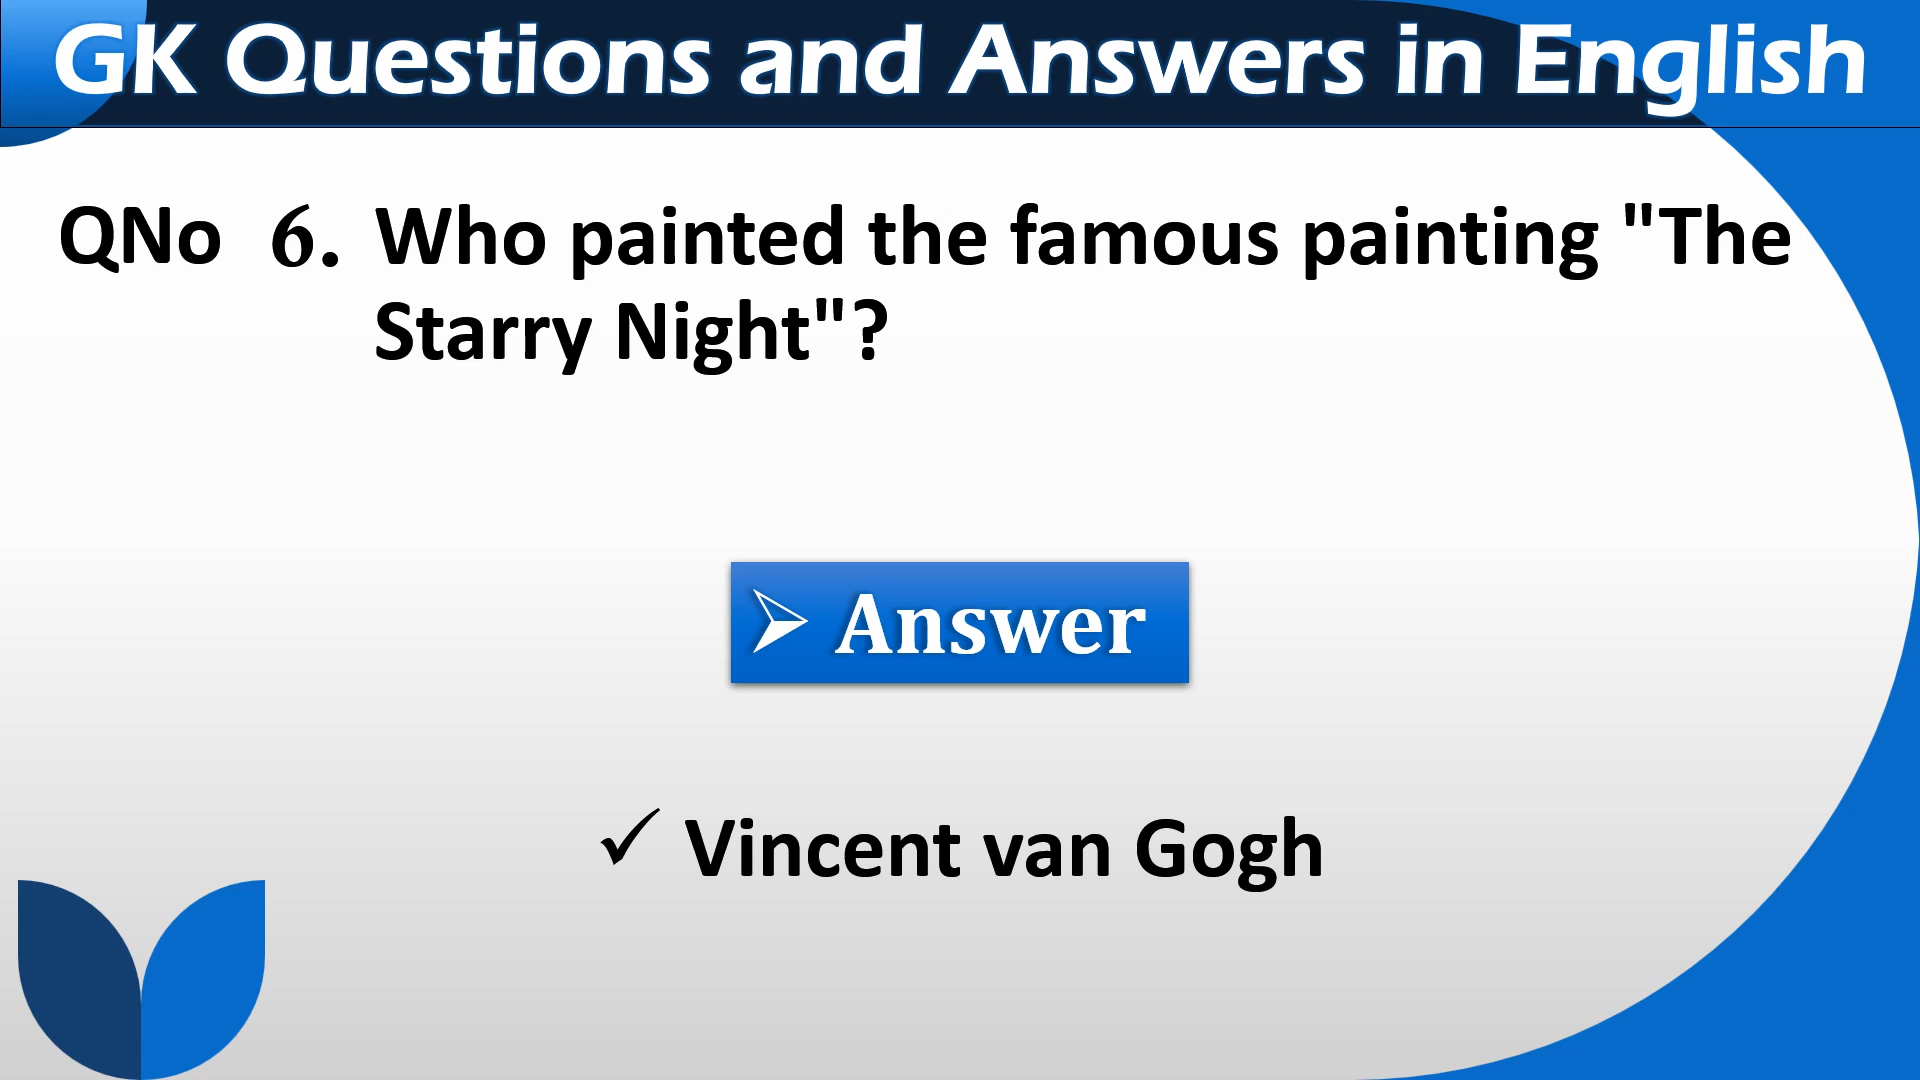 GK Questions and Answers in English
QNo 6. Who painted the famous painting "The
Starry Night"?
Answer
Vincent van Gogh